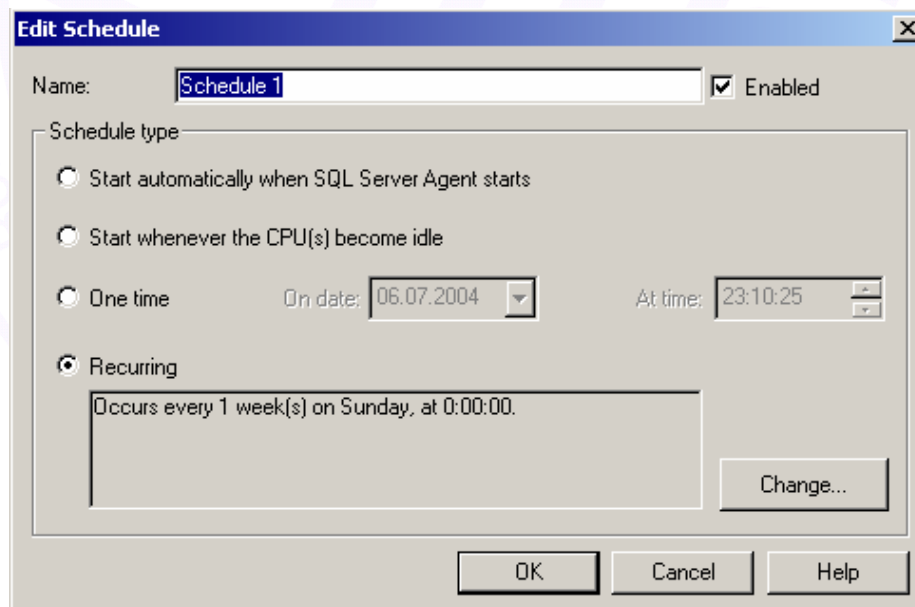 Edit Schedule
Name: Schedule 1 Enabled
Schedule type
Start automatically when SQL Server Agent starts
Start whenever the CPU(s) become idle
One time On date: 06.07.2004 At time: 23:10:25
Recurring
Occurs every 1 week(s) on Sunday, at 0:00:00.
Change...
OK Cancel Help